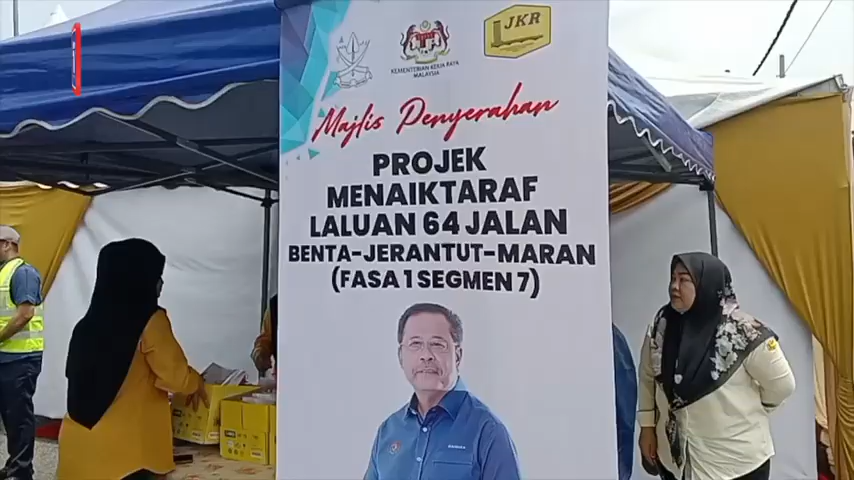 JKR
KEMENTERIAN KERJA RAYA
MALAYSIA
Majlis Penyerahan
PROJEK
MENAIKTARAF
LALUAN 64 JALAN
BENTA-JERANTUT-MARAN
(FASA 1 SEGMEN 7)